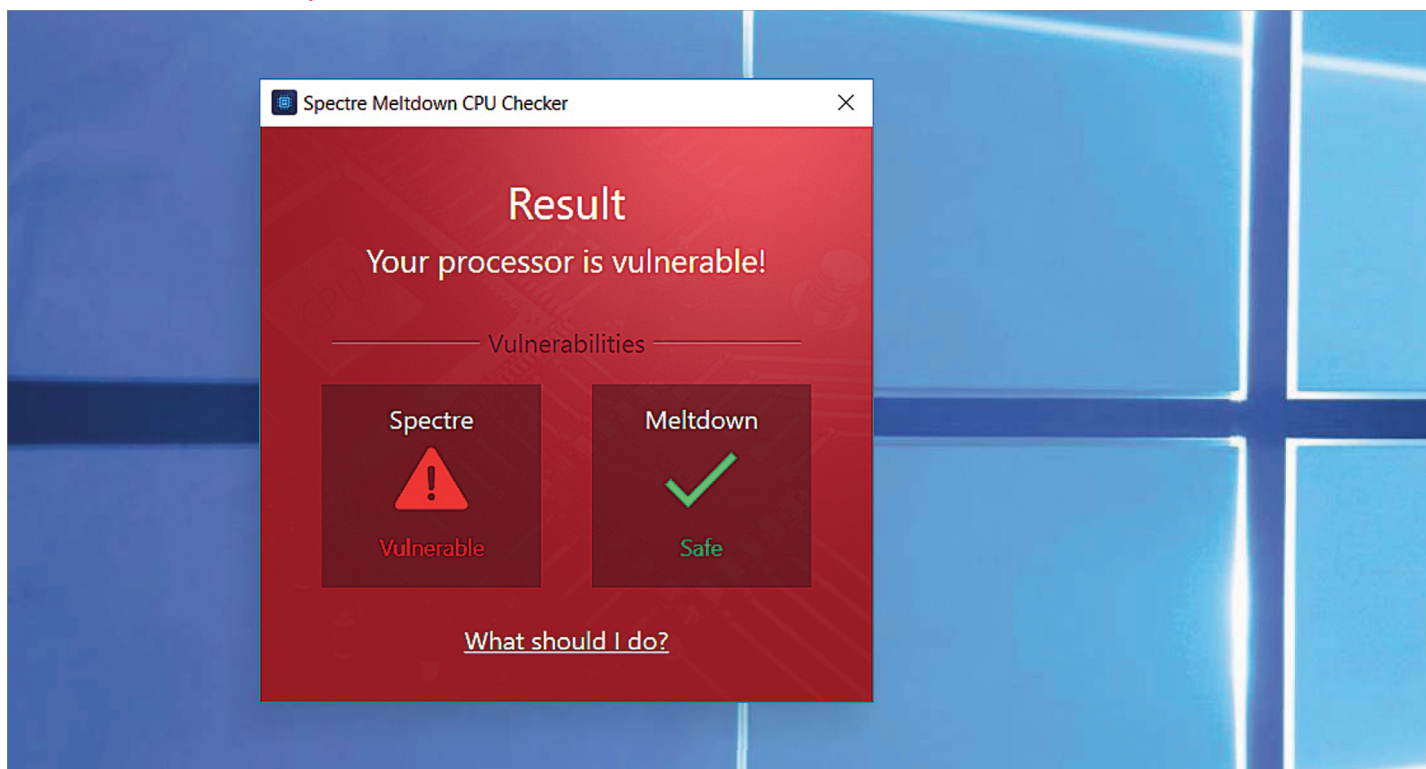 Spectre Meltdown CPU Checker
Result
Your processor is vulnerable!
Vulnerabilities
Spectre
Meltdown
Vulnerable
Safe
What should I do?